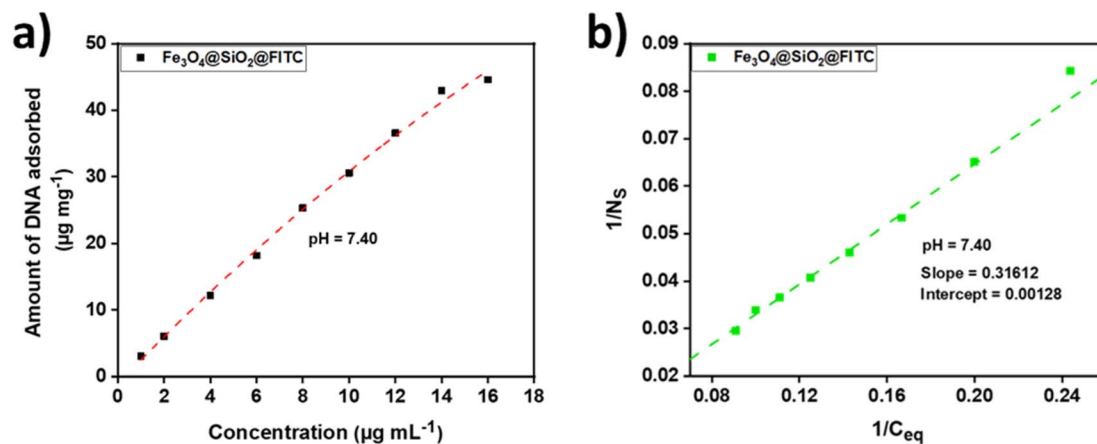 a)
Fe₃O₄@SiO₂@FITC
50
40
30
20
10
0
Amount of DNA adsorbed
(µg mg⁻¹)
pH = 7.40
0 2 4 6 8 10 12 14 16 18
Concentration (µg mL⁻¹)
b)
Fe₃O₄@SiO₂@FITC
0.09
0.08
0.07
0.06
0.05
0.04
0.03
0.02
1/Nₛ
pH = 7.40
Slope = 0.31612
Intercept = 0.00128
0.08 0.12 0.16 0.20 0.24
1/Cₑq